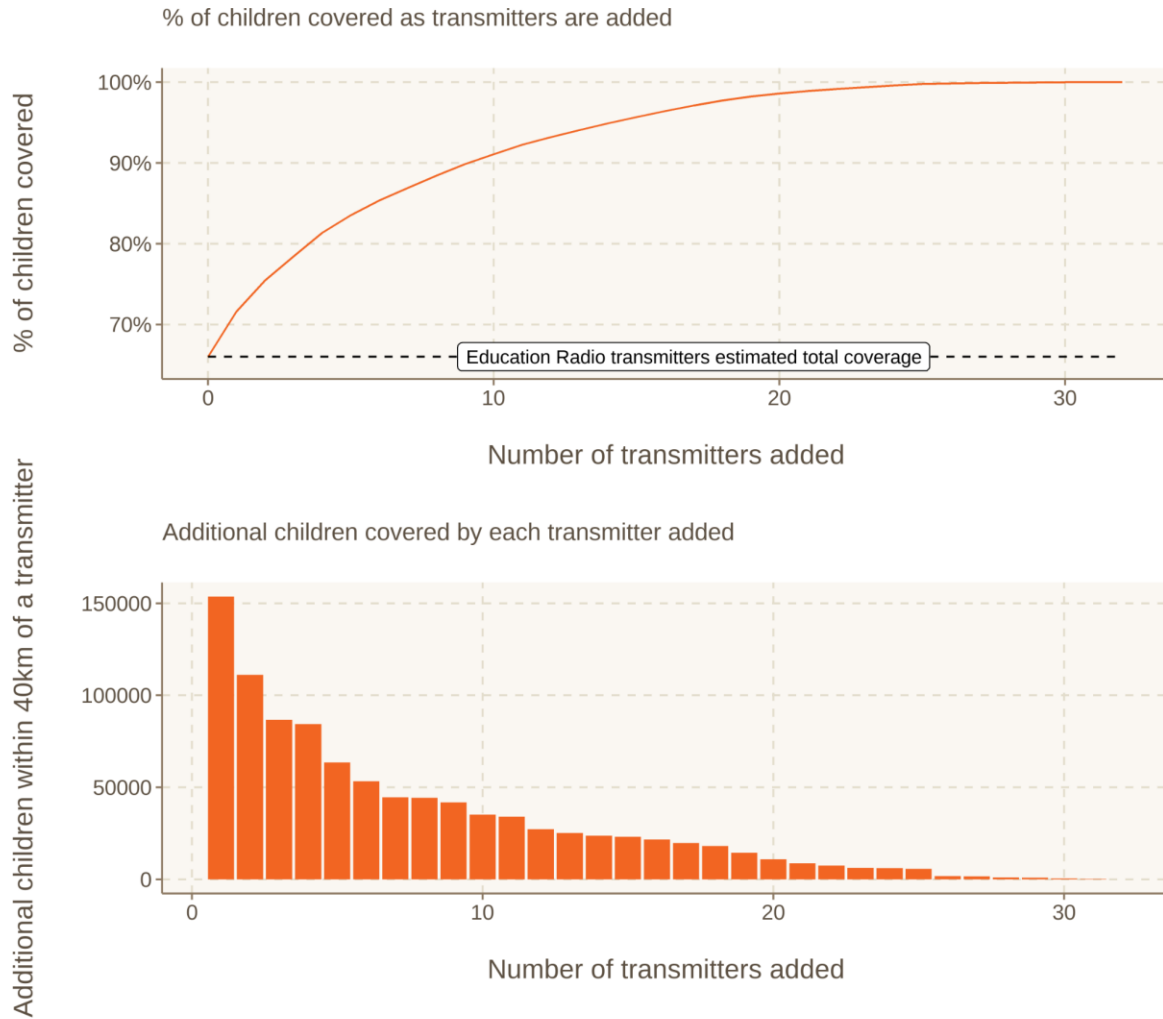 % of children covered as transmitters are added
% of children covered
100%
90%
80%
70%
Education Radio transmitters estimated total coverage
0
10
20
30
Number of transmitters added
Additional children covered by each transmitter added
Additional children within 40km of a transmitter
150000
100000
50000
0
0
10
20
30
Number of transmitters added